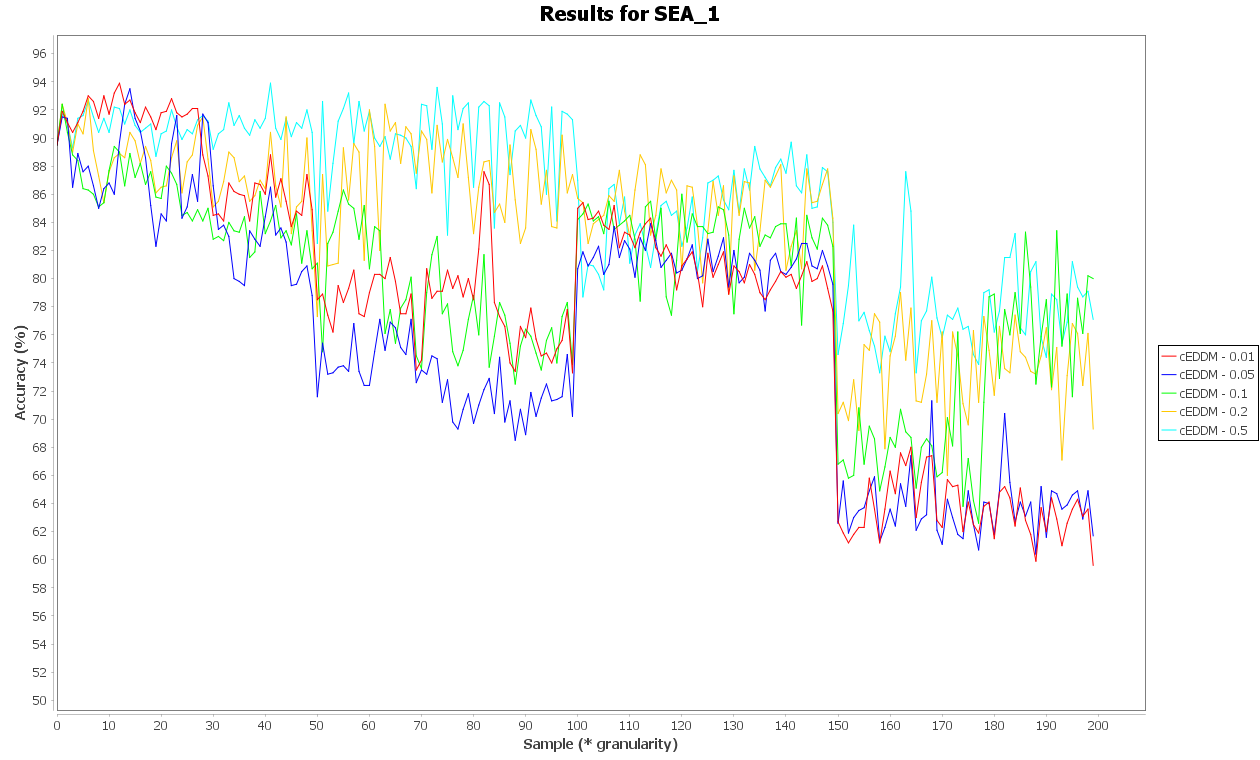 Results for SEA_1
Accuracy (%)
96
94
92
90
88
86
84
82
80
78
76
74
72
70
68
66
64
62
60
58
56
54
52
50
0 10 20 30 40 50 60 70 80 90 100 110 120 130 140 150 160 170 180 190 200
Sample (* granularity)
cEDDM - 0.01
cEDDM - 0.05
cEDDM - 0.1
cEDDM - 0.2
cEDDM - 0.5